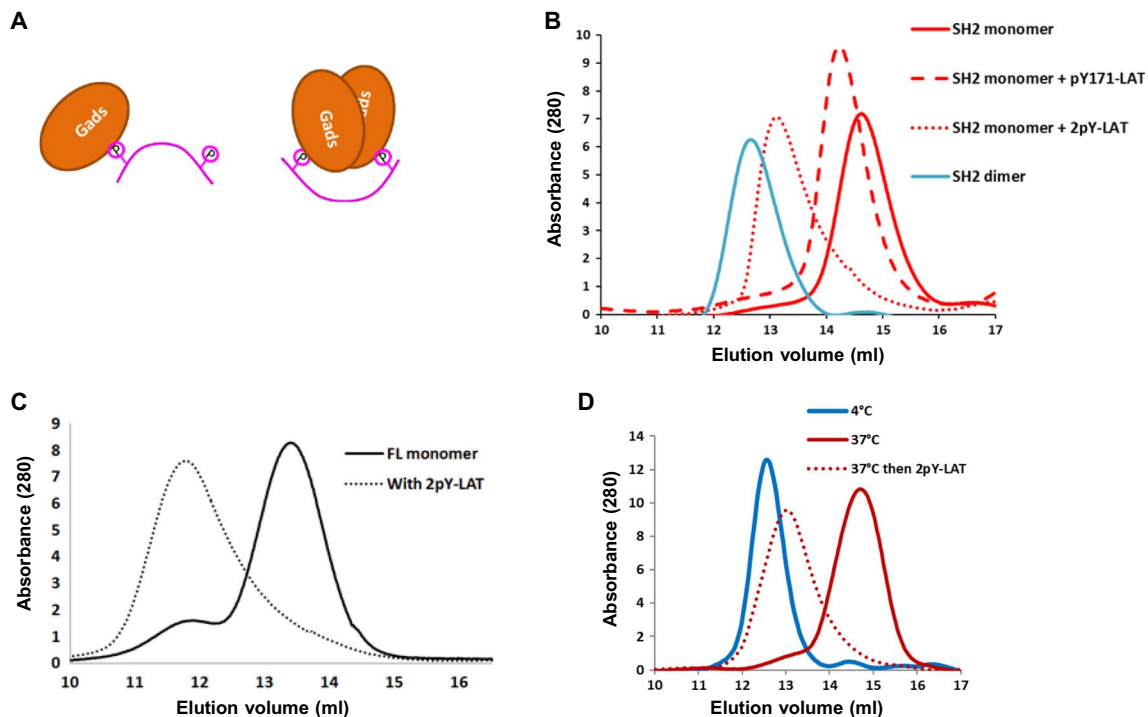 A
Gads
P
P
Gads
Gads
P
P
B
Absorbance (280)
10
9
8
7
6
5
4
3
2
1
0
10 11 12 13 14 15 16 17
Elution volume (ml)
SH2 monomer
SH2 monomer + pY171-LAT
SH2 monomer + 2pY-LAT
SH2 dimer
C
Absorbance (280)
9
8
7
6
5
4
3
2
1
0
10 11 12 13 14 15 16
Elution volume (ml)
FL monomer
With 2pY-LAT
D
4°C
37°C
37°C then 2pY-LAT
Absorbance (280)
14
12
10
8
6
4
2
0
10 11 12 13 14 15 16 17
Elution volume (ml)